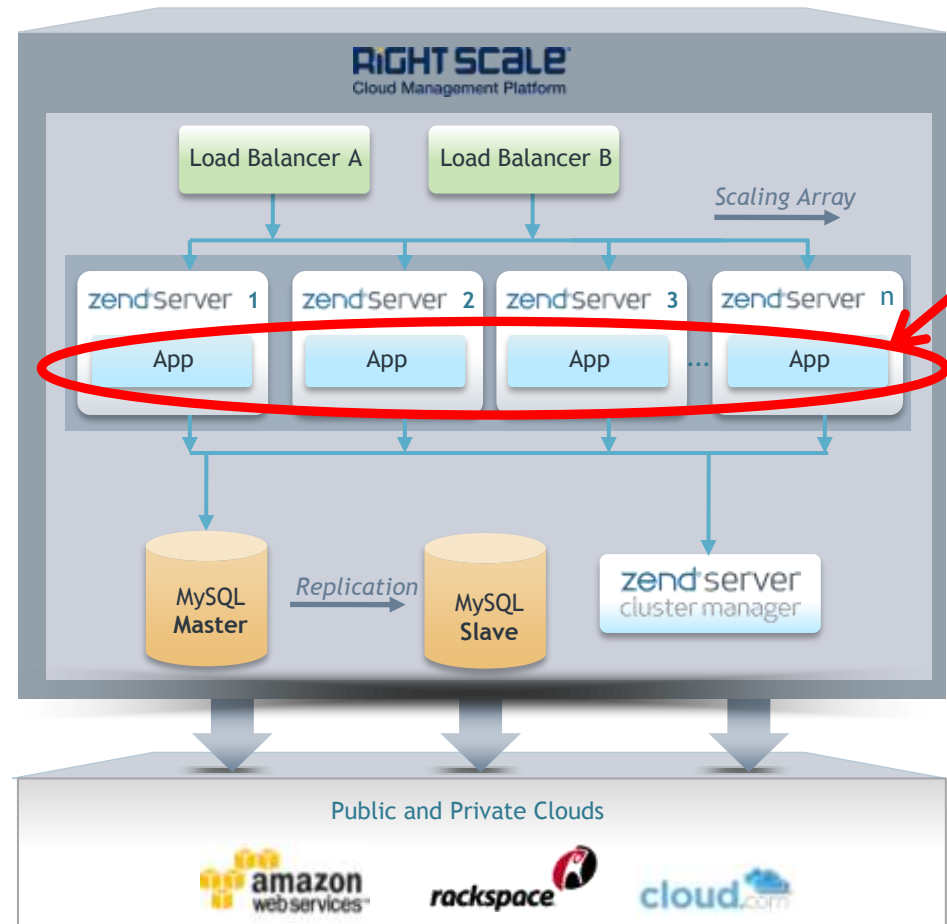 RIGHT SCALE
Cloud Management Platform
Load Balancer A
Load Balancer B
Scaling Array
zend Server 1
zend Server 2
zend Server 3
zend Server n
App
App
App
...
App
MySQL
Master
Replication
MySQL
Slave
zend server
cluster manager
Public and Private Clouds
amazon
webservices
rackspace
cloud.com